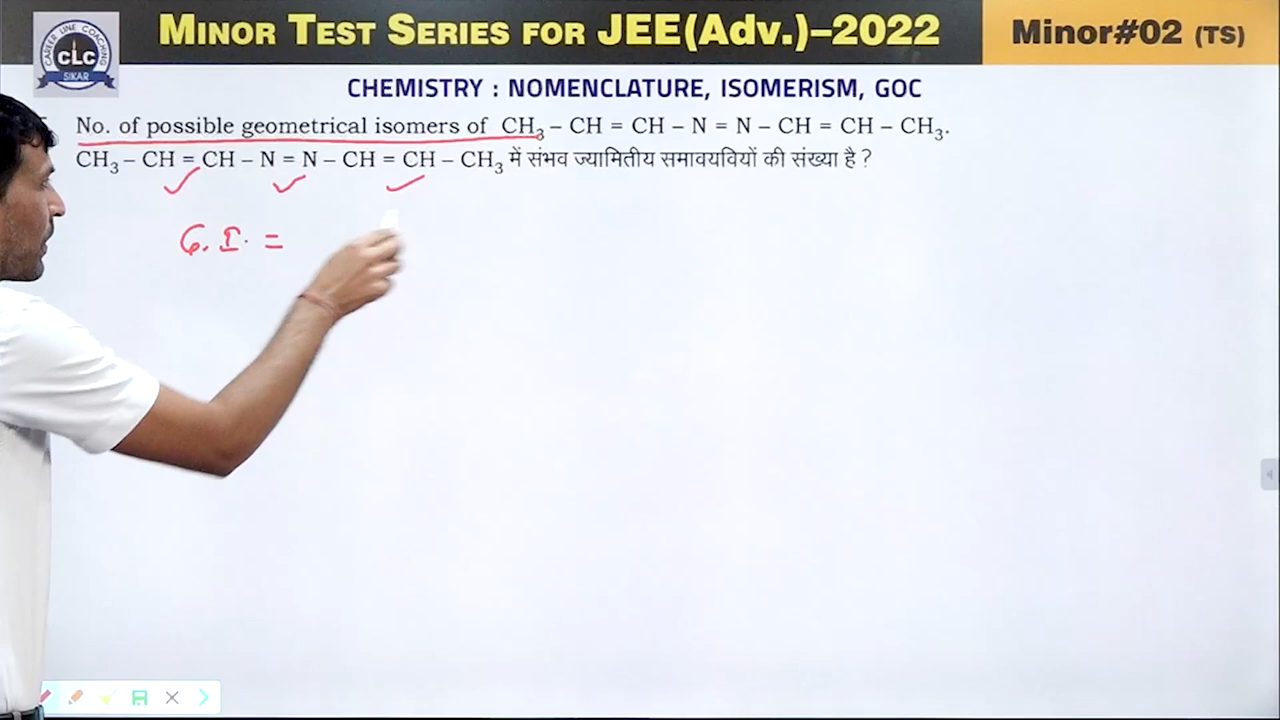 CAREER LINE COACHING
CLC
SIKAR
MINOR TEST SERIES FOR JEE(Adv.)–2022
Minor#02 (TS)
CHEMISTRY : NOMENCLATURE, ISOMERISM, GOC
No. of possible geometrical isomers of CH₃ – CH = CH – N = N – CH = CH – CH₃.
CH₃ – CH = CH – N = N – CH = CH – CH₃ में संभव ज्यामितीय समावयवियों की संख्या है ?
G.I. =